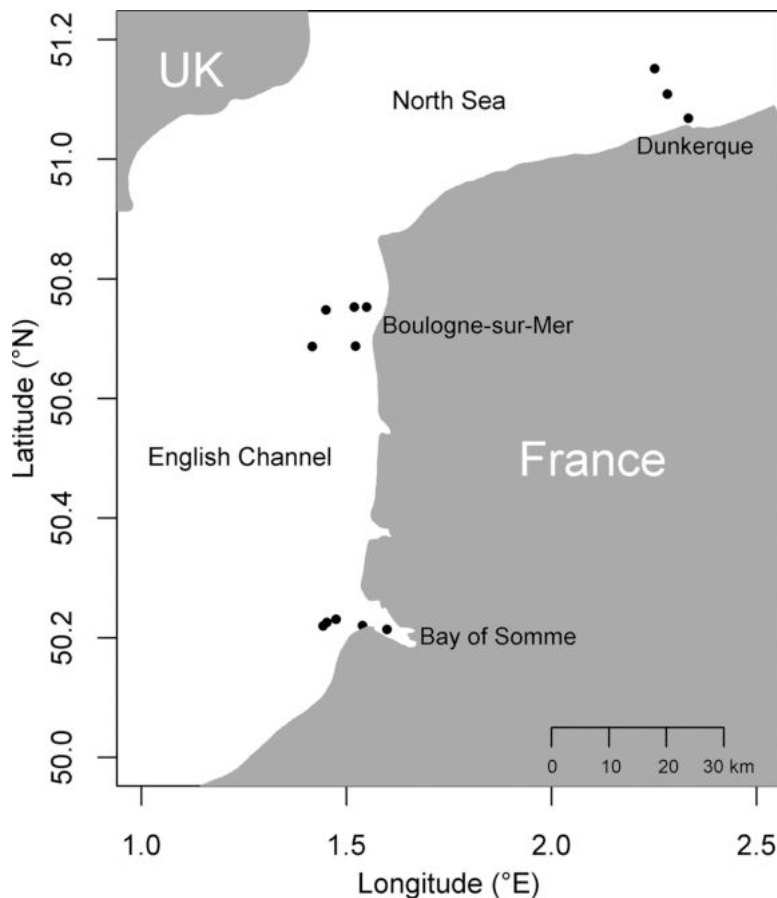 UK
North Sea
Dunkerque
Boulogne-sur-Mer
English Channel
France
Bay of Somme
0 10 20 30 km
51.2
51.0
50.8
50.6
50.4
50.2
50.0
Latitude (°N)
1.0 1.5 2.0 2.5
Longitude (°E)